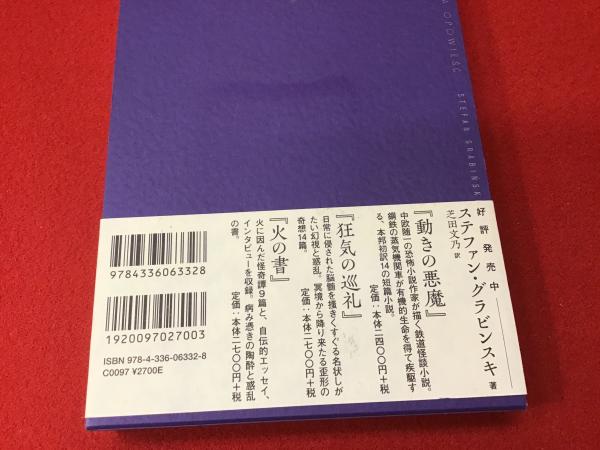 A OPOWIEŚĆ STEFAN GRABIŃSKI
好評発売中
ステファン・グラビンスキ 著
芝田文乃 訳
『動きの悪魔』
中欧随一の恐怖小説作家が描く鉄道怪談小説。
鋼鉄の蒸気機関車が有機的生命を得て疾駆す
る、本邦初訳14の短篇小説。
定価:本体二四〇〇円+税
『狂気の巡礼』
日常に侵された脳髄を掻きくすぐる名状しが
たい幻視と惑乱。冥境から降り来たる歪形の
奇想14篇。
定価:本体二七〇〇円+税
『火の書』
火に因んだ怪奇譚9篇と、自伝的エッセイ、
インタビューを収録。病み憑きの陶酔と惑乱
の書。
定価:本体二七〇〇円+税
9784336063328
1920097027003
ISBN 978-4-336-06332-8
C0097 ¥2700E